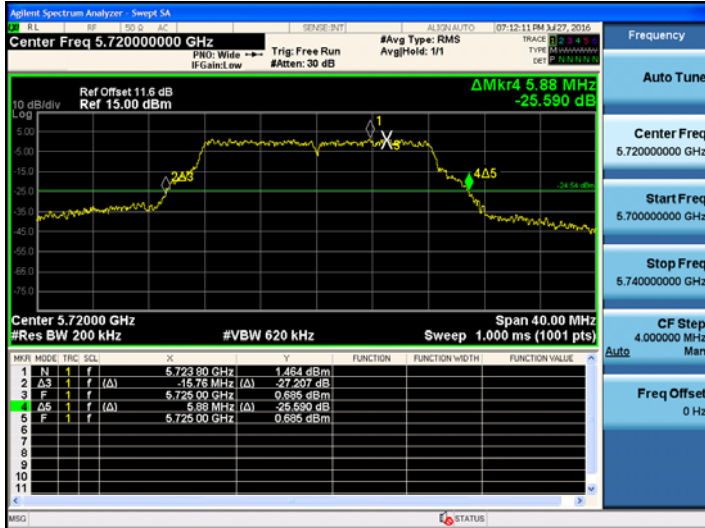 Agilent Spectrum Analyzer - Swept SA
RL RF 50 Ω AC SENSE:INT ALIGN AUTO 07:12:11 PM Jul 27, 2016
Center Freq 5.720000000 GHz
PNO: Wide
IFGain:Low
Trig: Free Run
#Atten: 30 dB
#Avg Type: RMS
Avg|Hold: 1/1
TRACE 1 2 3 4 5 6
TYPE M
DET P N N N N N
Ref Offset 11.6 dB
10 dB/div Ref 15.00 dBm
ΔMkr4 5.88 MHz
-25.590 dB
Log
5.00
-5.00
-15.0
-25.0
-35.0
-45.0
-55.0
-65.0
-75.0
1
2Δ3
4Δ5
-24.54 dBm
Center 5.72000 GHz Span 40.00 MHz
#Res BW 200 kHz #VBW 620 kHz Sweep 1.000 ms (1001 pts)
MKR MODE TRC SCL X Y FUNCTION FUNCTION WIDTH FUNCTION VALUE
1 N 1 f 5.723 80 GHz 1.464 dBm
2 Δ3 1 f (Δ) -15.76 MHz (Δ) -27.207 dB
3 F 1 f 5.725 00 GHz 0.685 dBm
4 Δ5 1 f (Δ) 5.88 MHz (Δ) -25.590 dB
5 F 1 f 5.725 00 GHz 0.685 dBm
6
7
8
9
10
11
MSG STATUS
Frequency
Auto Tune
Center Freq
5.720000000 GHz
Start Freq
5.700000000 GHz
Stop Freq
5.740000000 GHz
CF Step
4.000000 MHz
Auto Man
Freq Offset
0 Hz